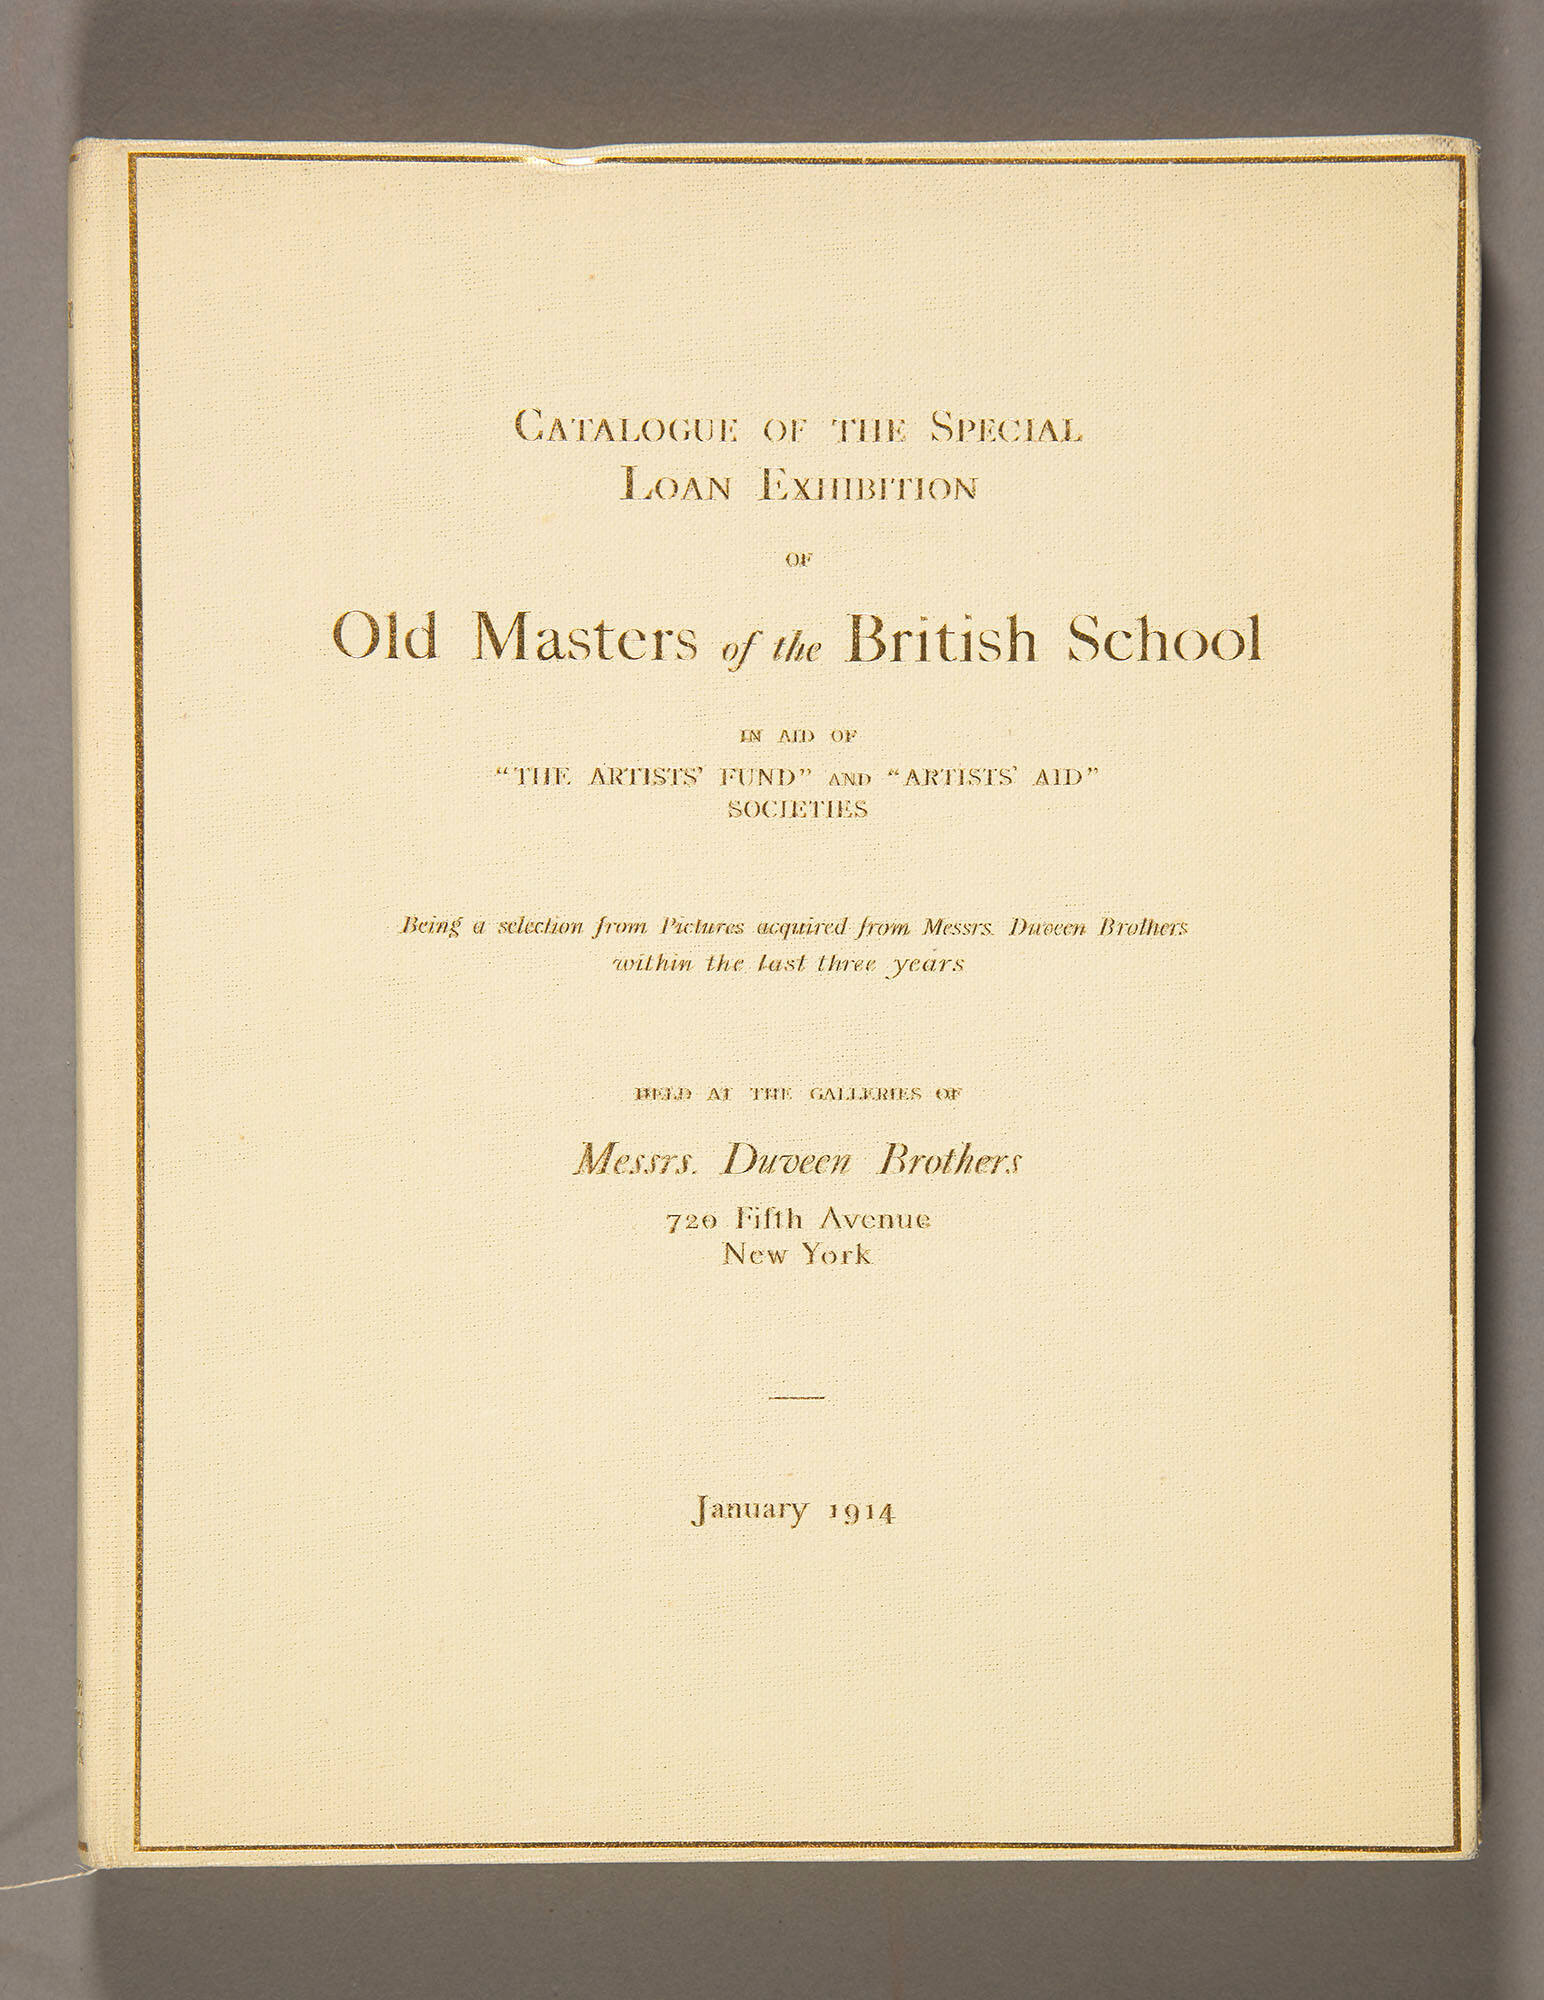 CATALOGUE OF THE SPECIAL
LOAN EXHIBITION
OF
Old Masters of the British School
IN AID OF
“THE ARTISTS’ FUND” AND “ARTISTS’ AID”
SOCIETIES
Being a selection from Pictures acquired from Messrs. Duveen Brothers
within the last three years
HELD AT THE GALLERIES OF
Messrs. Duveen Brothers
720 Fifth Avenue
New York
January 1914